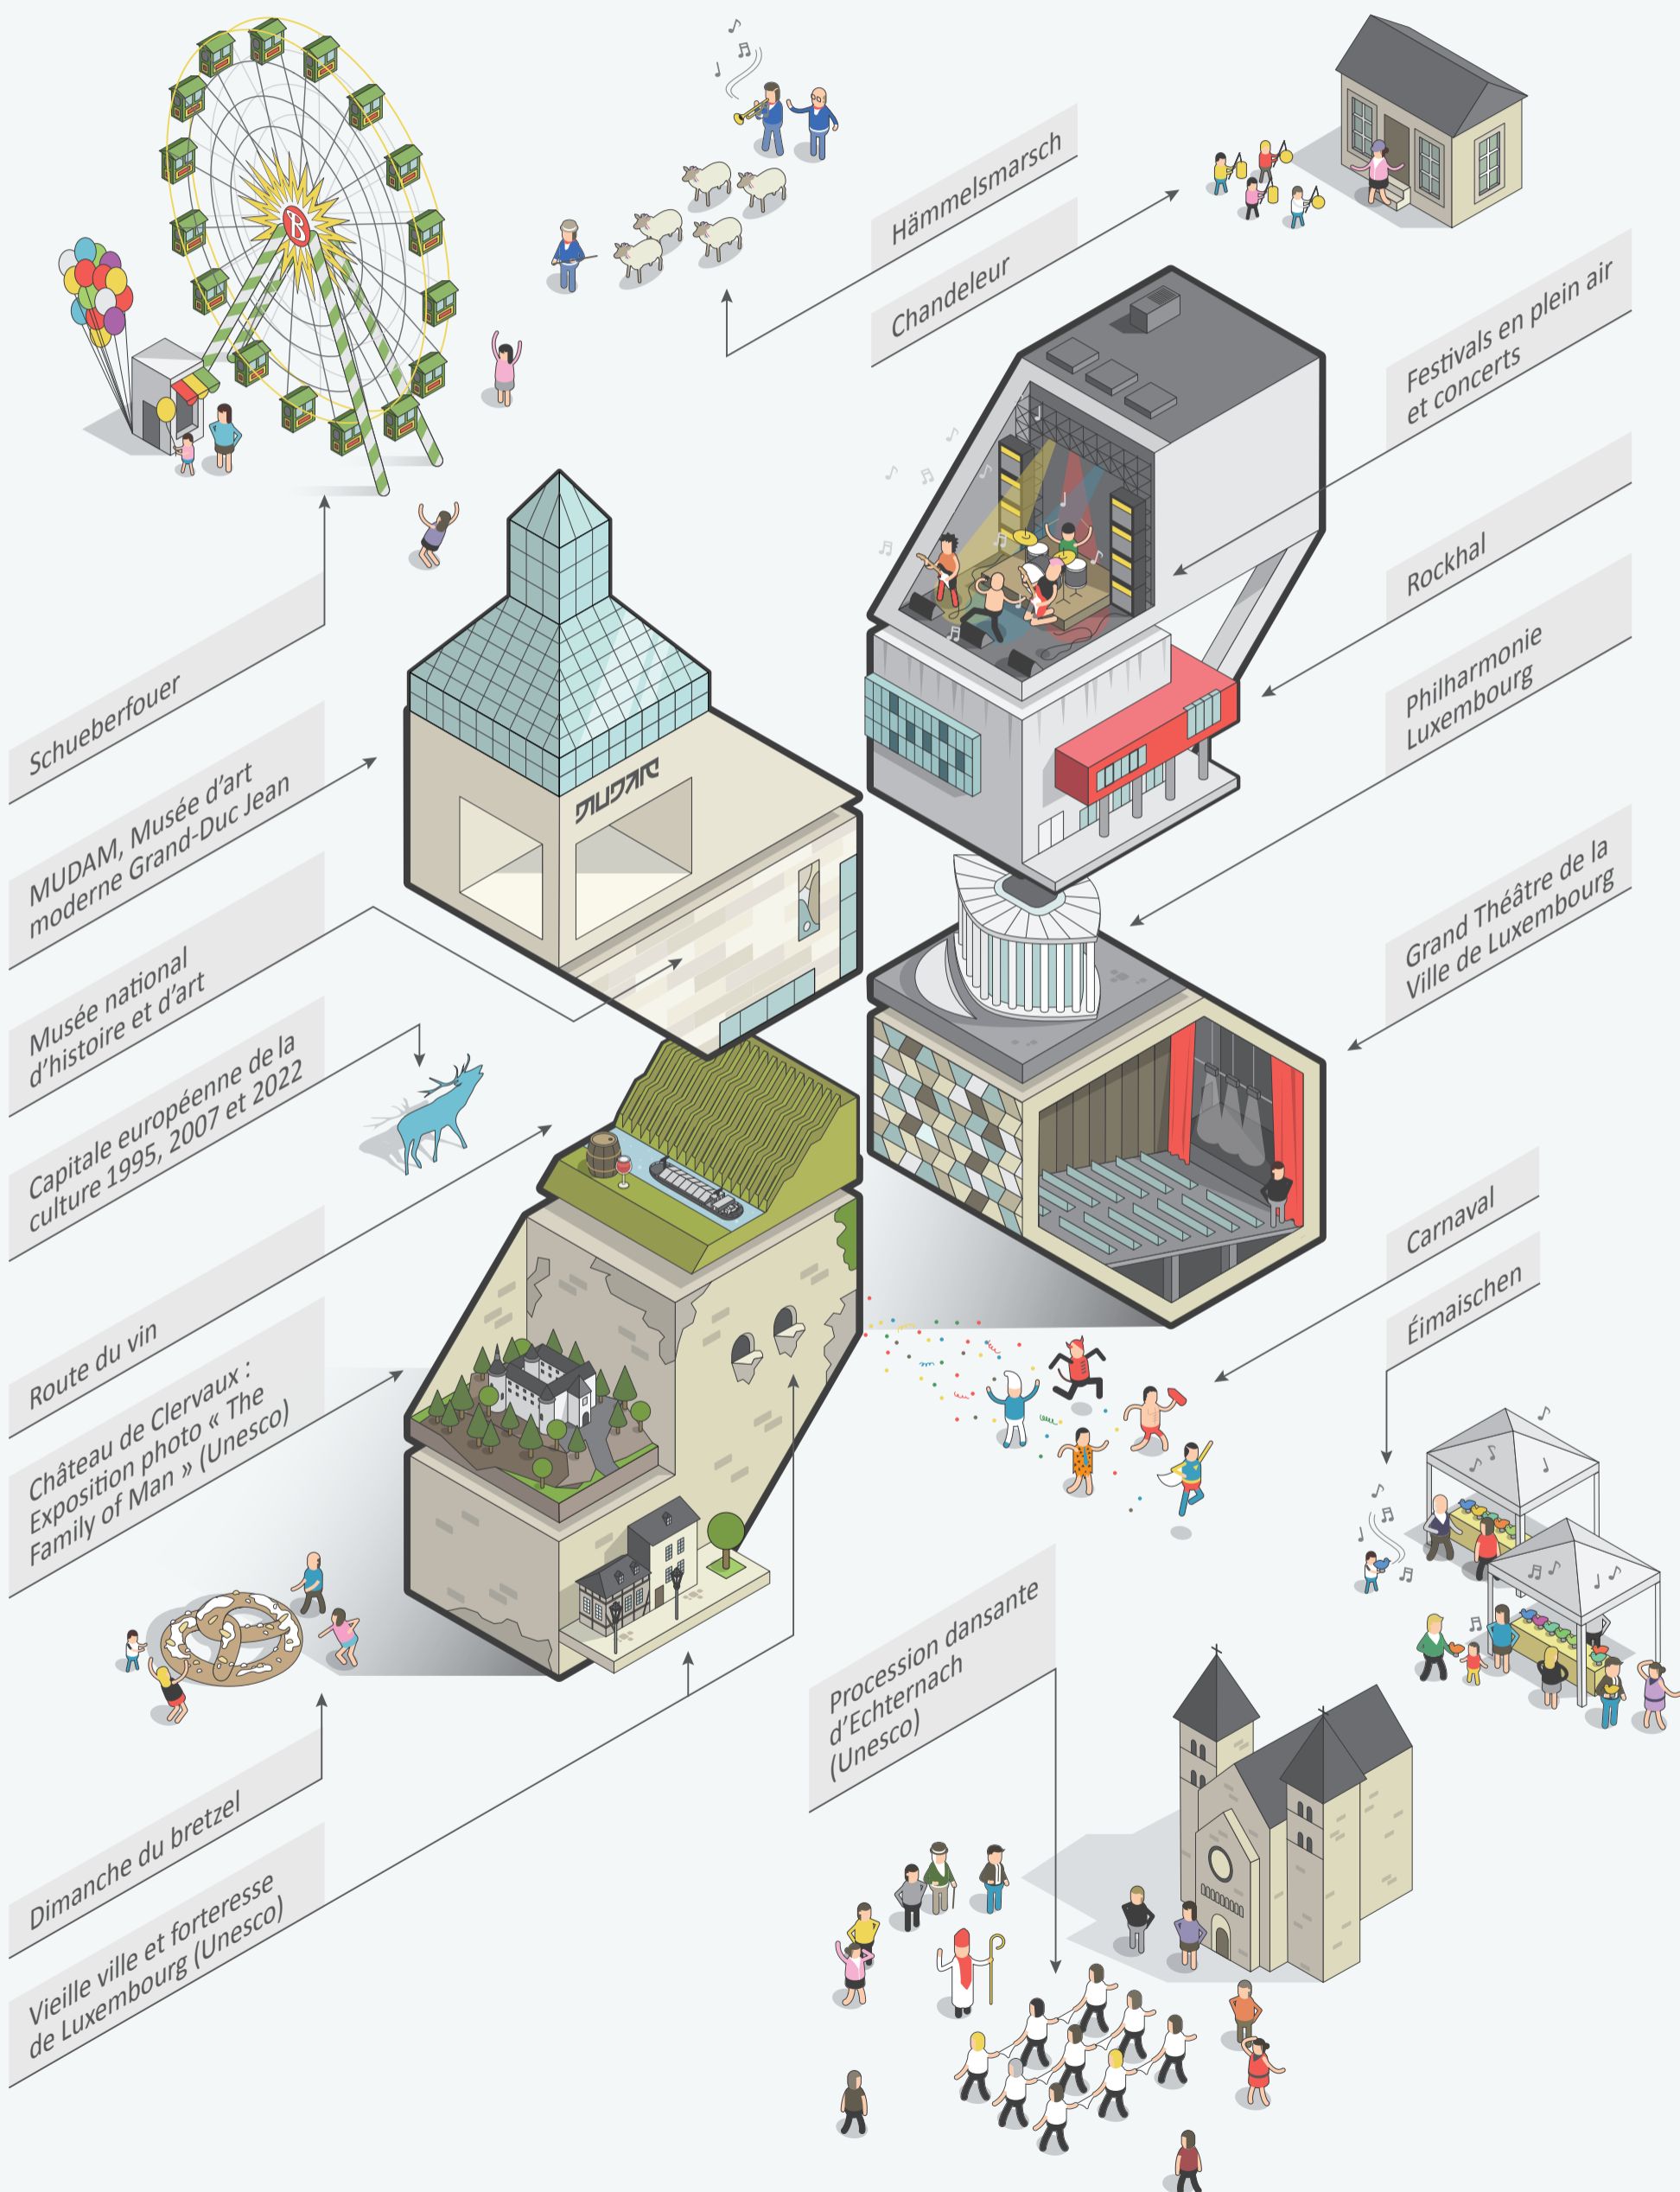 Hämmelsmarsch
Chandeleur
Festivals en plein air
et concerts
Rockhal
Philharmonie
Luxembourg
Grand Théâtre de la
Ville de Luxembourg
Carnaval
Éimaischen
B
MUDAM
Schueberfouer
MUDAM, Musée d'art
moderne Grand-Duc Jean
Musée national
d'histoire et d'art
Capitale européenne de la
culture 1995, 2007 et 2022
Route du vin
Château de Clervaux :
Exposition photo « The
Family of Man » (Unesco)
Dimanche du bretzel
Vieille ville et forteresse
de Luxembourg (Unesco)
Procession dansante
d'Echternach
(Unesco)